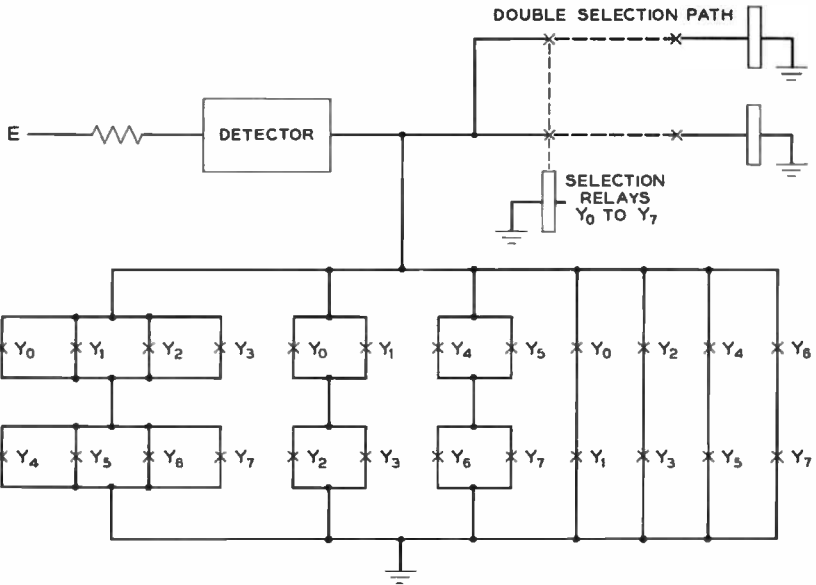 DOUBLE SELECTION PATH
E
DETECTOR
SELECTION
RELAYS
Y0 TO Y7
Y0 Y1 Y2 Y3 Y0 Y1 Y4 Y5 Y0 Y2 Y4 Y6
Y4 Y5 Y6 Y7 Y2 Y3 Y6 Y7 Y1 Y3 Y5 Y7